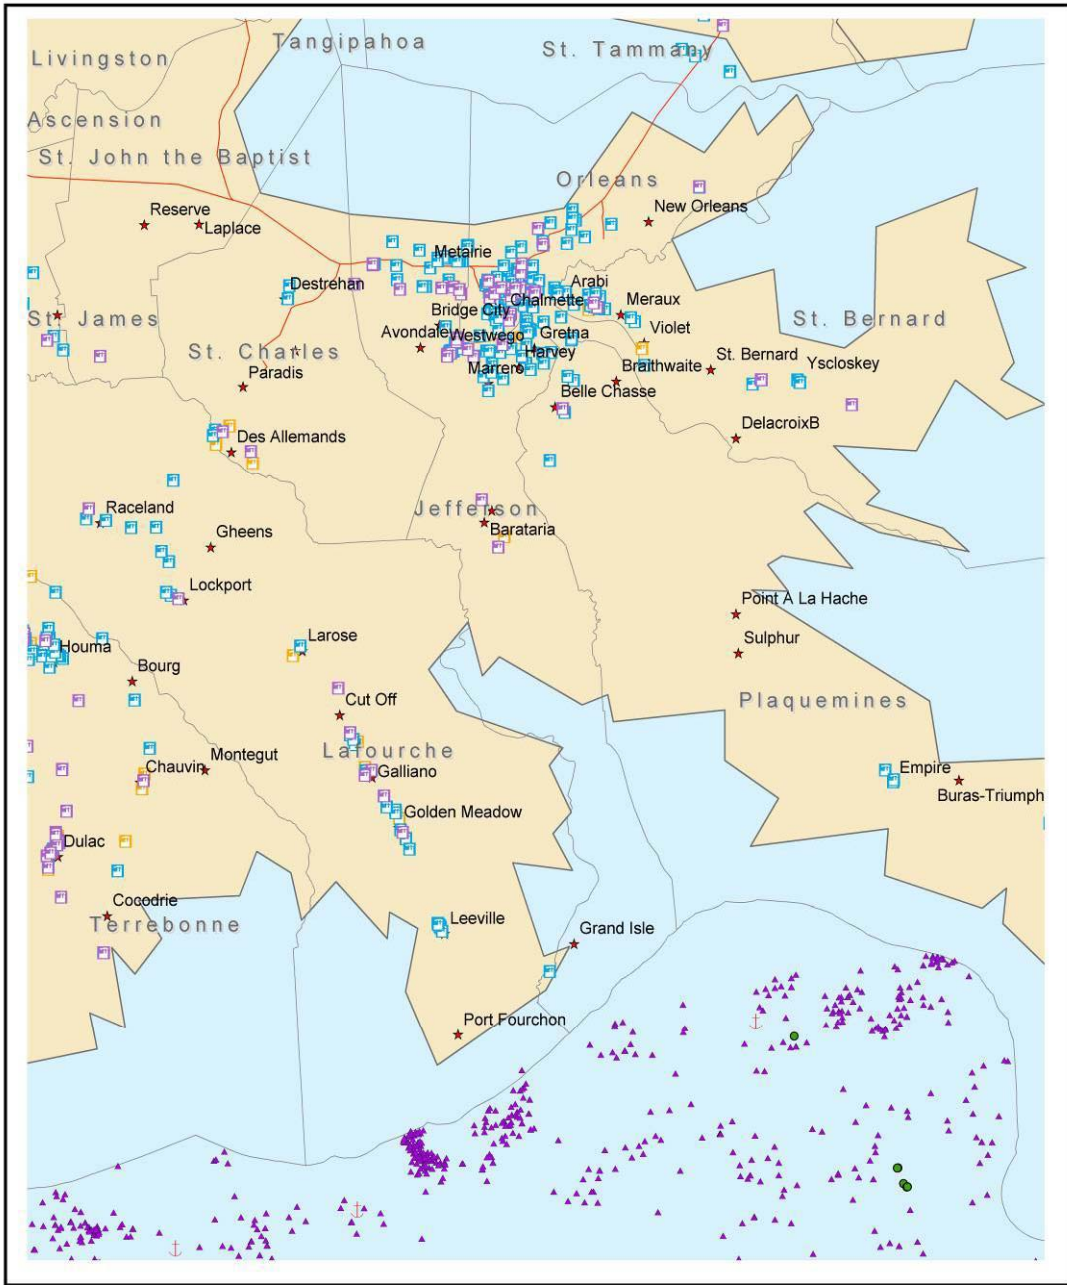 Livingston
Tangipahoa
St. Tammany
Ascension
St. John the Baptist
Orleans
Reserve
Laplace
New Orleans
Metairie
Destrehan
Arabi
Chalmette
Meraux
Bridge City
St. James
St. Bernard
Avondale
Westwego
Gretna
Violet
St. Charles
Harvey
St. Bernard
Yscloskey
Marrero
Braithwaite
Paradis
Belle Chasse
DelacroixB
Des Allemands
Raceland
Jefferson
Barataria
Gheens
Lockport
Point A La Hache
Larose
Sulphur
Houma
Bourg
Cut Off
Plaquemines
Lafourche
Chauvin
Montegut
Galliano
Empire
Buras-Triumph
Golden Meadow
Dulac
Cocodrie
Terrebonne
Leeville
Grand Isle
Port Fourchon